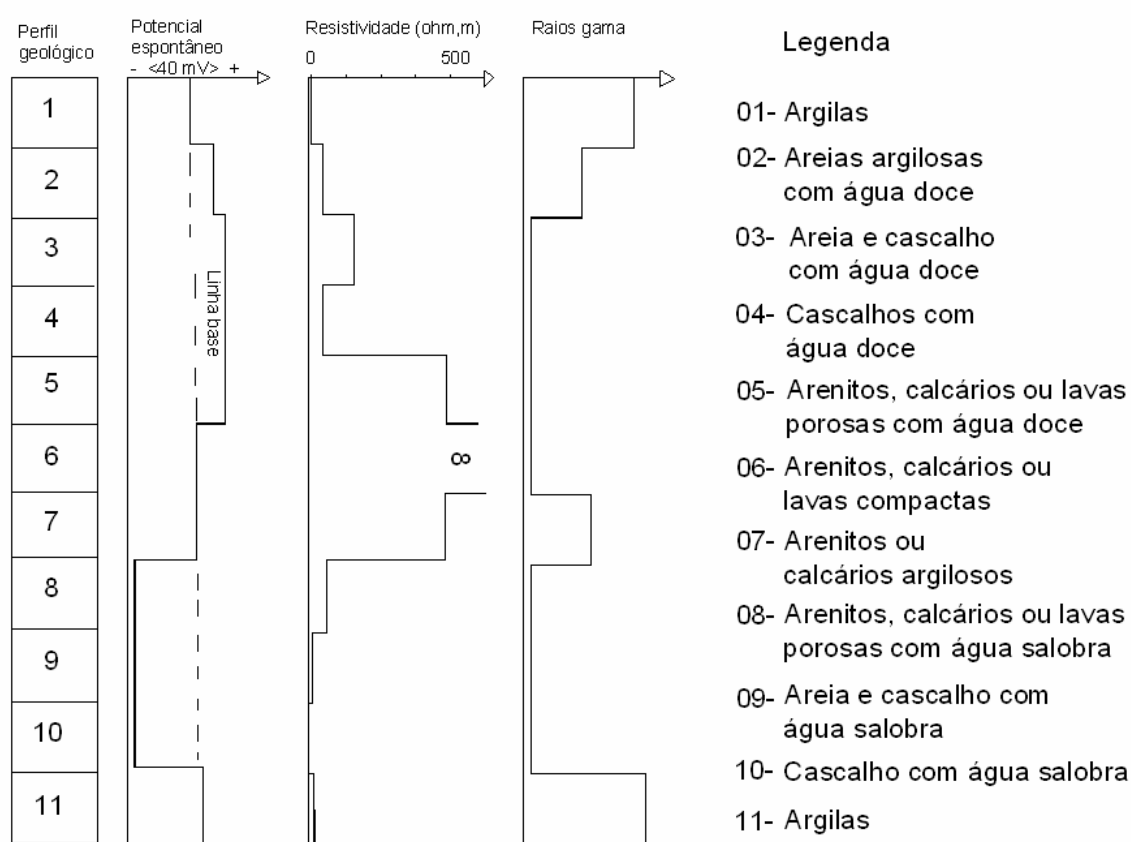 Perfil
geológico
Potencial
espontâneo
- <40 mV> +
Resistividade (ohm,m)
0 500
Raios gama
1
2
3
4
5
6
7
8
9
10
11
Linha base
∞
Legenda
01- Argilas
02- Areias argilosas
com água doce
03- Areia e cascalho
com água doce
04- Cascalhos com
água doce
05- Arenitos, calcários ou lavas
porosas com água doce
06- Arenitos, calcários ou
lavas compactas
07- Arenitos ou
calcários argilosos
08- Arenitos, calcários ou lavas
porosas com água salobra
09- Areia e cascalho com
água salobra
10- Cascalho com água salobra
11- Argilas